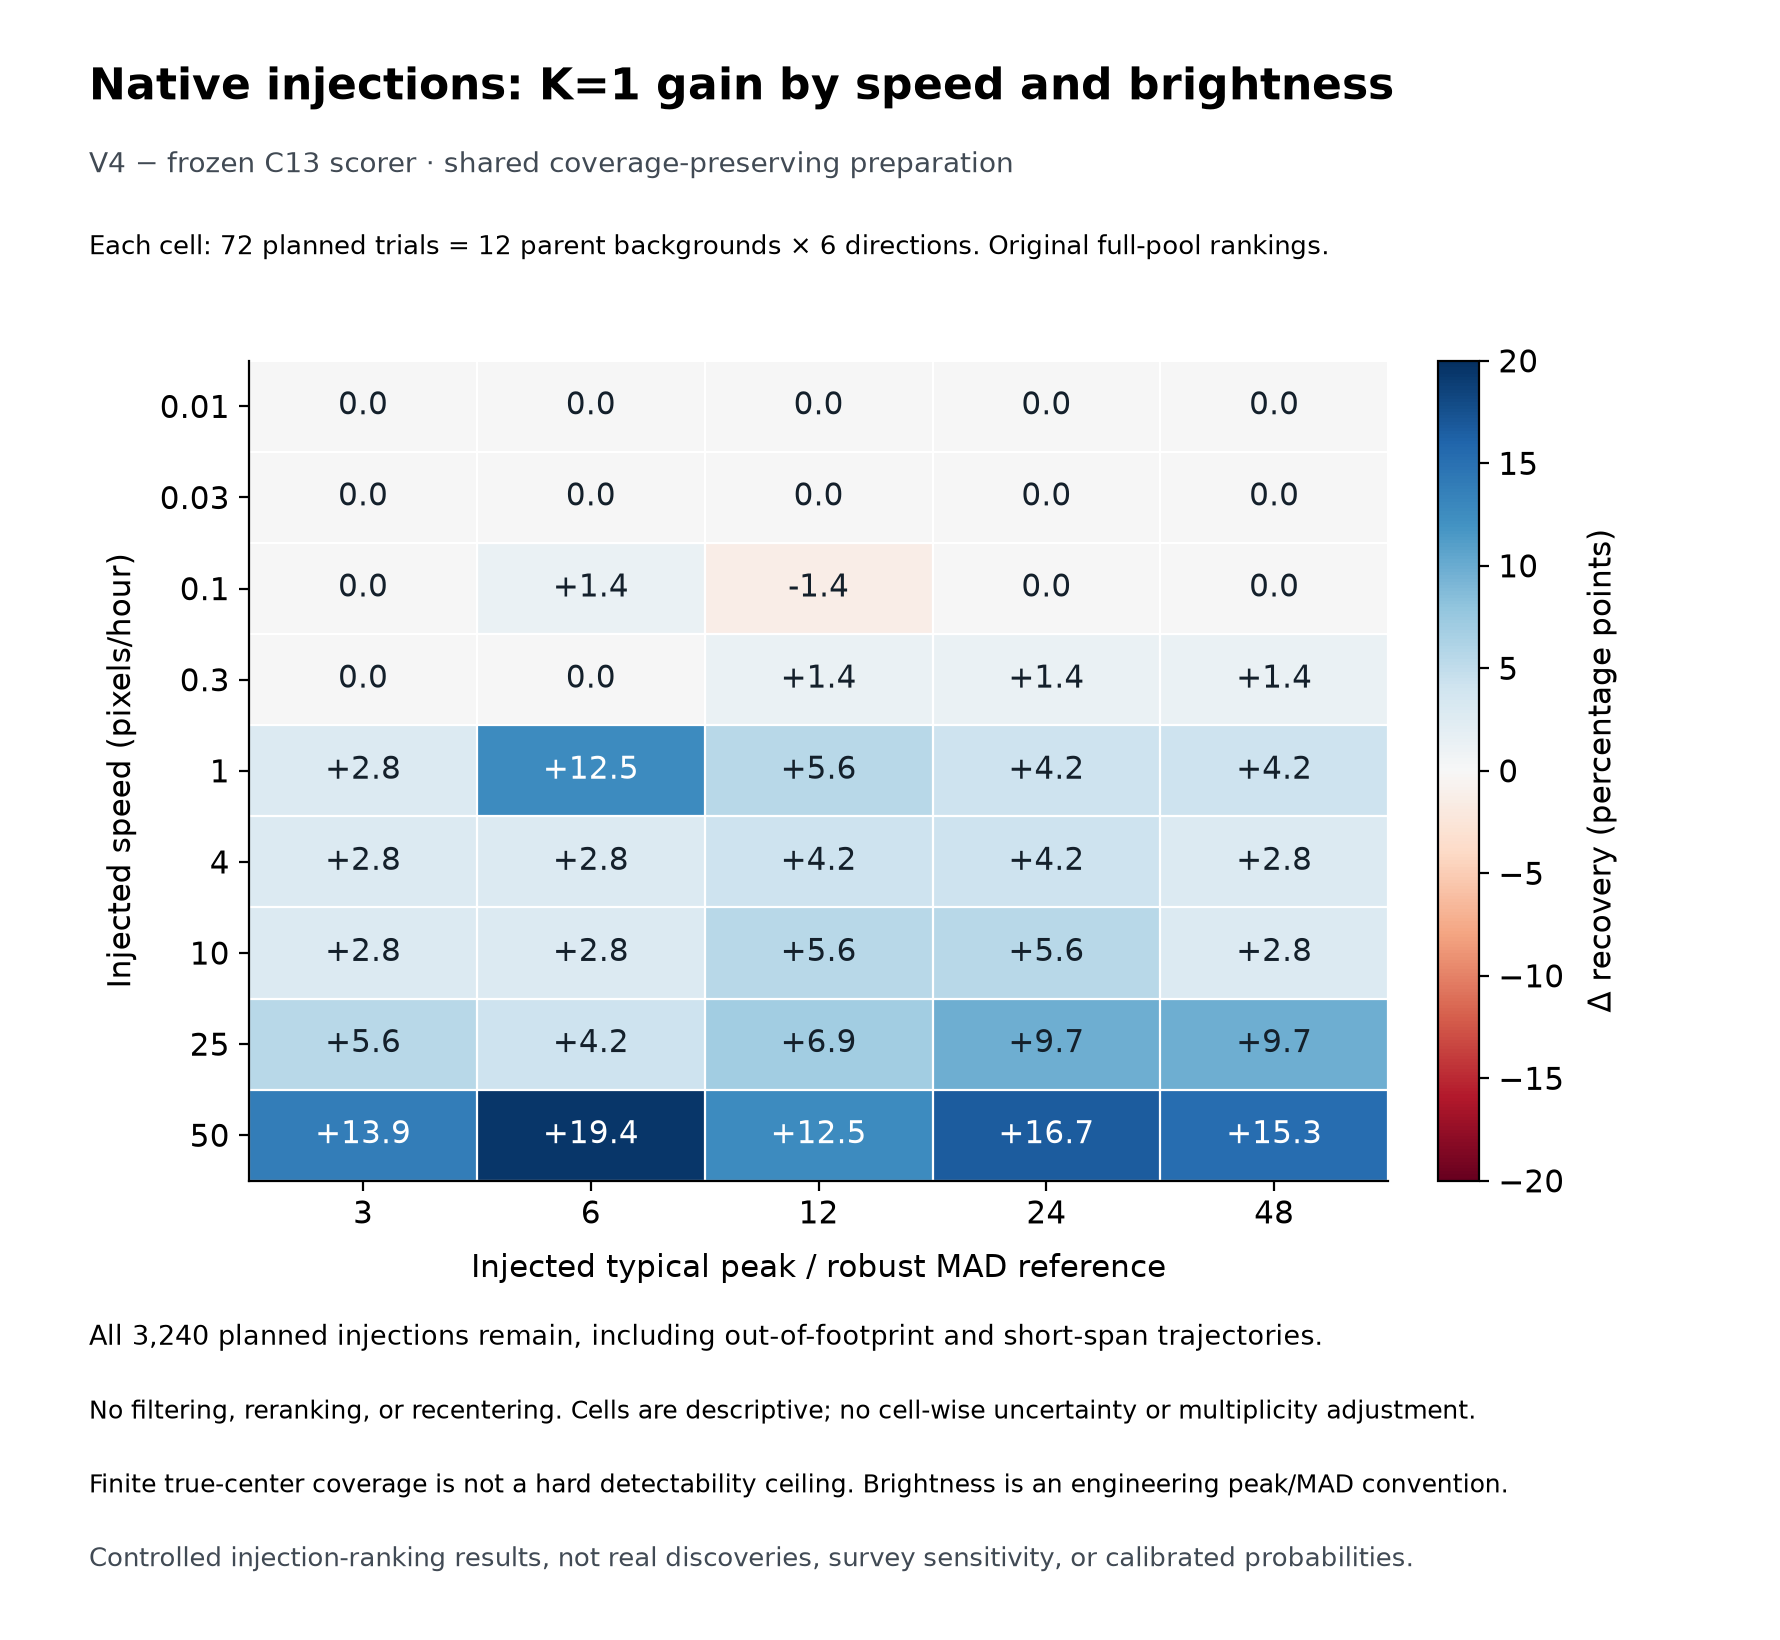 Native injections: K=1 gain by speed and brightness
V4 − frozen C13 scorer · shared coverage-preserving preparation
Each cell: 72 planned trials = 12 parent backgrounds × 6 directions. Original full-pool rankings.
Injected speed (pixels/hour)
0.01 0.0 0.0 0.0 0.0 0.0
0.03 0.0 0.0 0.0 0.0 0.0
0.1 0.0 +1.4 -1.4 0.0 0.0
0.3 0.0 0.0 +1.4 +1.4 +1.4
1 +2.8 +12.5 +5.6 +4.2 +4.2
4 +2.8 +2.8 +4.2 +4.2 +2.8
10 +2.8 +2.8 +5.6 +5.6 +2.8
25 +5.6 +4.2 +6.9 +9.7 +9.7
50 +13.9 +19.4 +12.5 +16.7 +15.3
3 6 12 24 48
Injected typical peak / robust MAD reference
20
15
10
5
0
−5
−10
−15
−20
Δ recovery (percentage points)
All 3,240 planned injections remain, including out-of-footprint and short-span trajectories.
No filtering, reranking, or recentering. Cells are descriptive; no cell-wise uncertainty or multiplicity adjustment.
Finite true-center coverage is not a hard detectability ceiling. Brightness is an engineering peak/MAD convention.
Controlled injection-ranking results, not real discoveries, survey sensitivity, or calibrated probabilities.